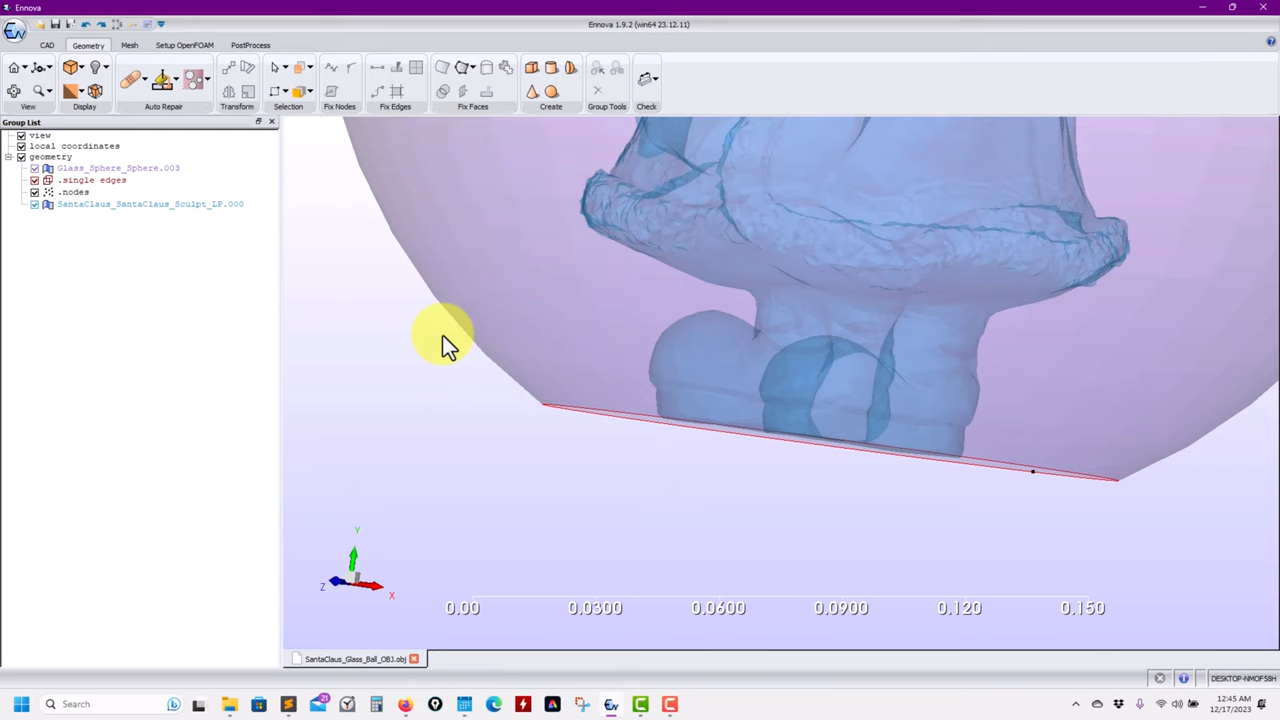 Ennova
Ennova 1.9.2 (win64 23.12.11)
CAD Geometry Mesh Setup OpenFOAM PostProcess
View Display Auto Repair Transform Selection Fix Nodes Fix Edges Fix Faces Create Group Tools Check
Group List
view
local coordinates
geometry
Glass_Sphere_Sphere.003
.single edges
.nodes
SantaClaus_SantaClaus_Sculpt_LP.000
Y
Z
X
0.00 0.0300 0.0600 0.0900 0.120 0.150
SantaClaus_Glass_Ball_OBJ.obj
DESKTOP-NMOF58H
Search
21
12:45 AM
12/17/2023